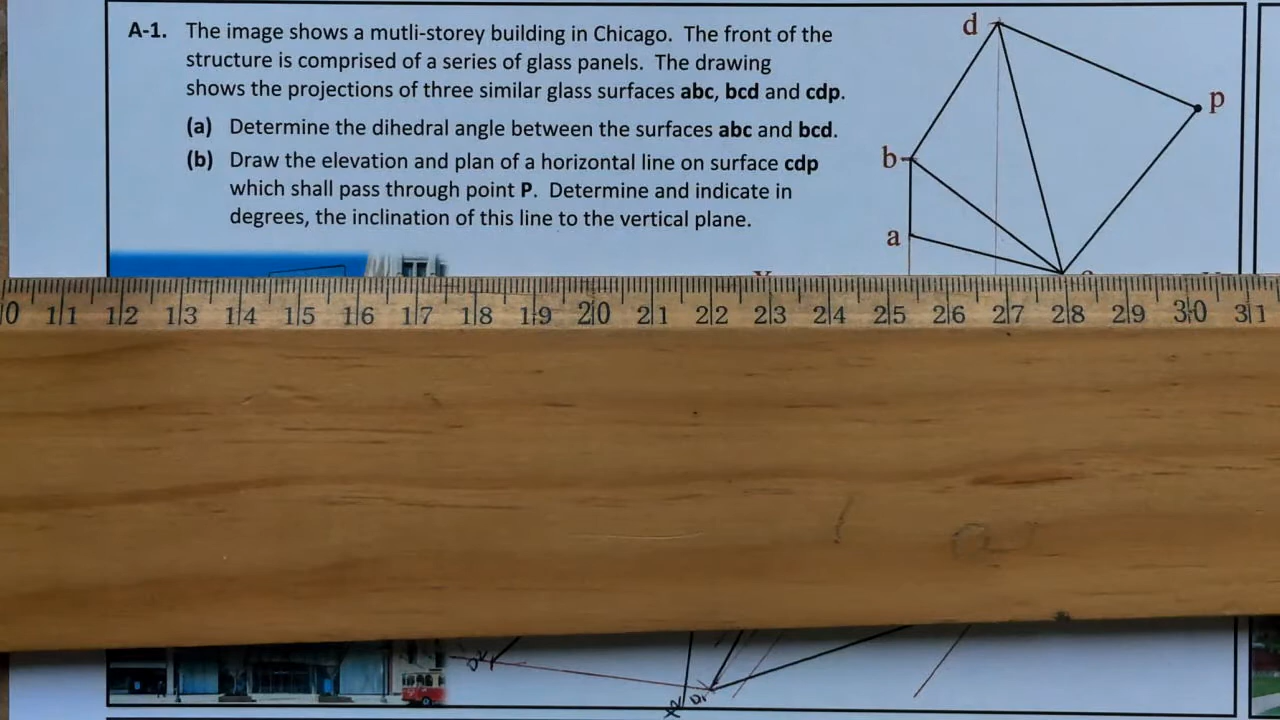 A-1. The image shows a mutli-storey building in Chicago. The front of the
structure is comprised of a series of glass panels. The drawing
shows the projections of three similar glass surfaces abc, bcd and cdp.
(a) Determine the dihedral angle between the surfaces abc and bcd.
(b) Draw the elevation and plan of a horizontal line on surface cdp
which shall pass through point P. Determine and indicate in
degrees, the inclination of this line to the vertical plane.
d
p
b
a
11 12 13 14 15 16 17 18 19 20 21 22 23 24 25 26 27 28 29 30 31